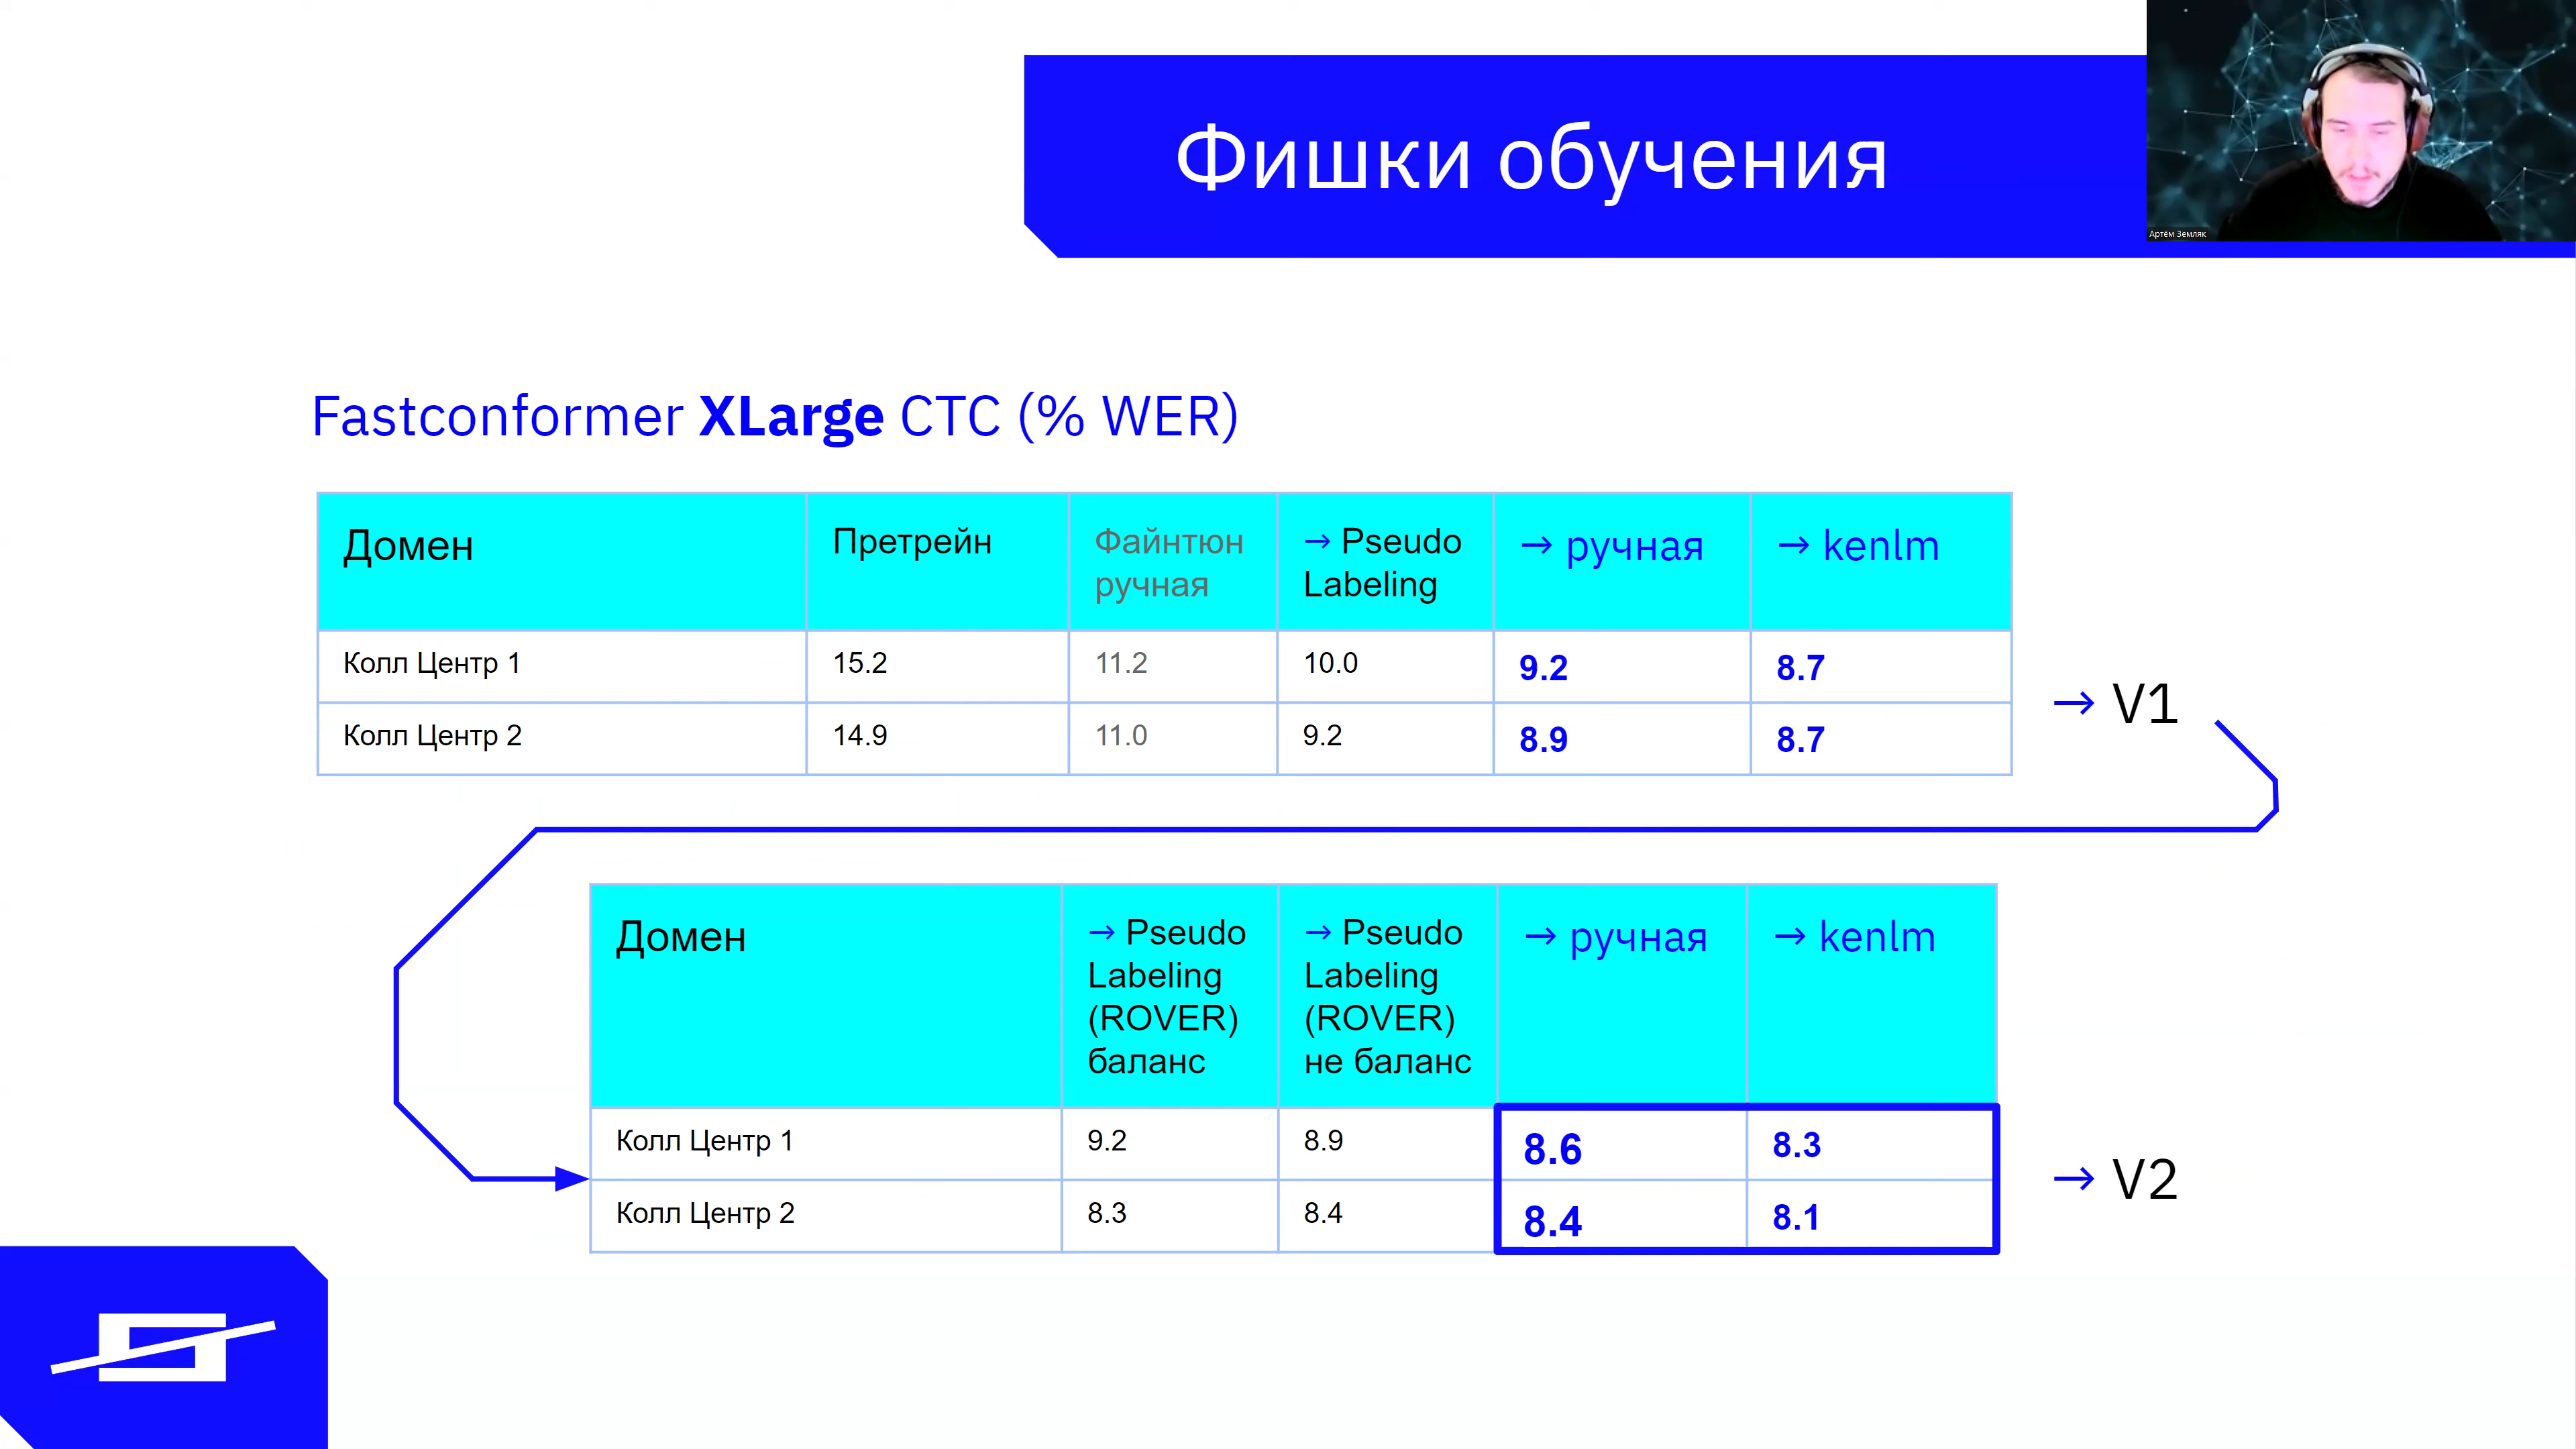 Фишки обучения
Артём Земляк
Fastconformer XLarge CTC (% WER)
Домен
Претрейн
Файнтюн
ручная
→ Pseudo
Labeling
→ ручная
→ kenlm
Колл Центр 1
15.2
11.2
10.0
9.2
8.7
Колл Центр 2
14.9
11.0
9.2
8.9
8.7
→ V1
Домен
→ Pseudo
Labeling
(ROVER)
баланс
→ Pseudo
Labeling
(ROVER)
не баланс
→ ручная
→ kenlm
Колл Центр 1
9.2
8.9
8.6
8.3
Колл Центр 2
8.3
8.4
8.4
8.1
→ V2